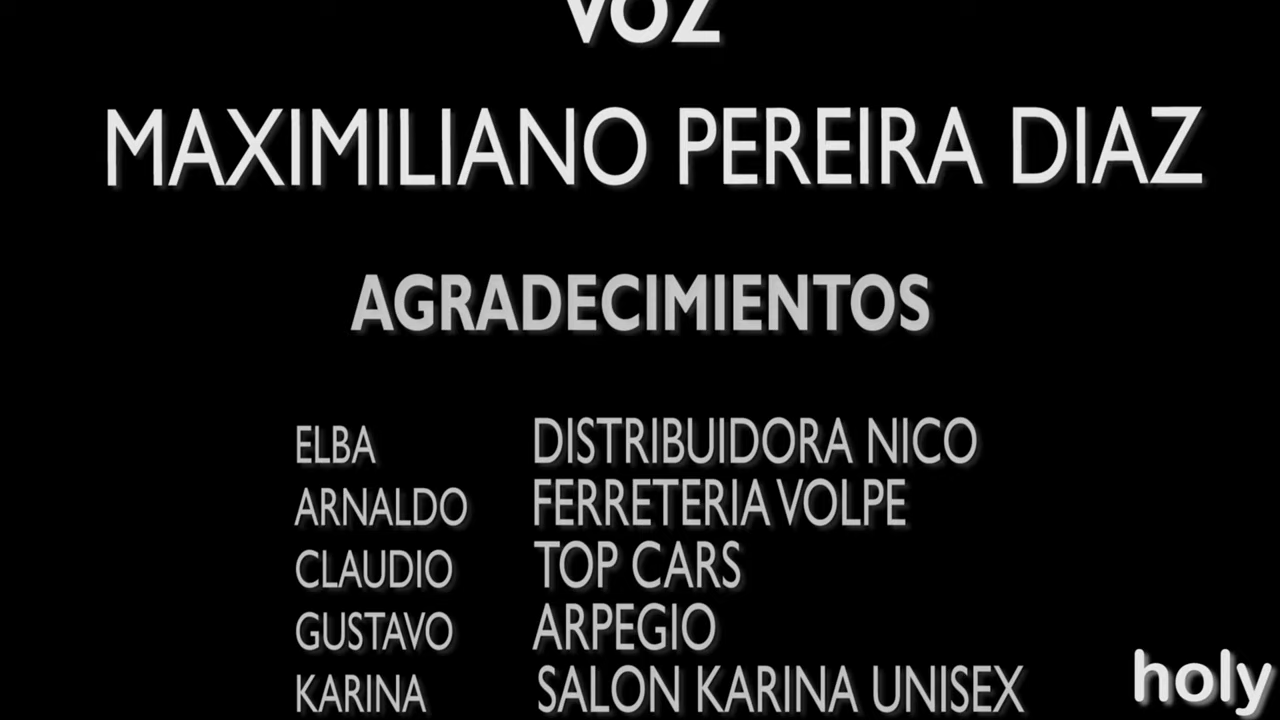 VOZ
MAXIMILIANO PEREIRA DIAZ
AGRADECIMIENTOS
ELBA DISTRIBUIDORA NICO
ARNALDO FERRETERIA VOLPE
CLAUDIO TOP CARS
GUSTAVO ARPEGIO
KARINA SALON KARINA UNISEX
holy